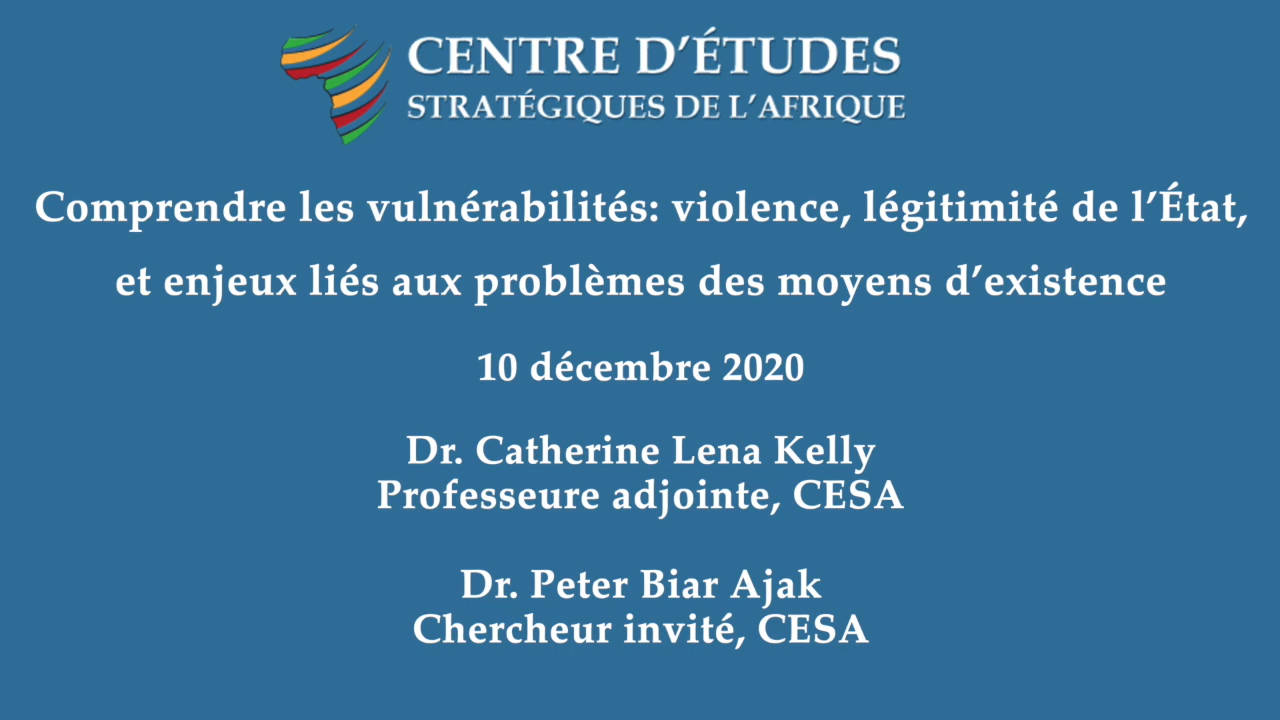 CENTRE D’ÉTUDES
STRATÉGIQUES DE L’AFRIQUE
Comprendre les vulnérabilités: violence, légitimité de l’État,
et enjeux liés aux problèmes des moyens d’existence
10 décembre 2020
Dr. Catherine Lena Kelly
Professeure adjointe, CESA
Dr. Peter Biar Ajak
Chercheur invité, CESA